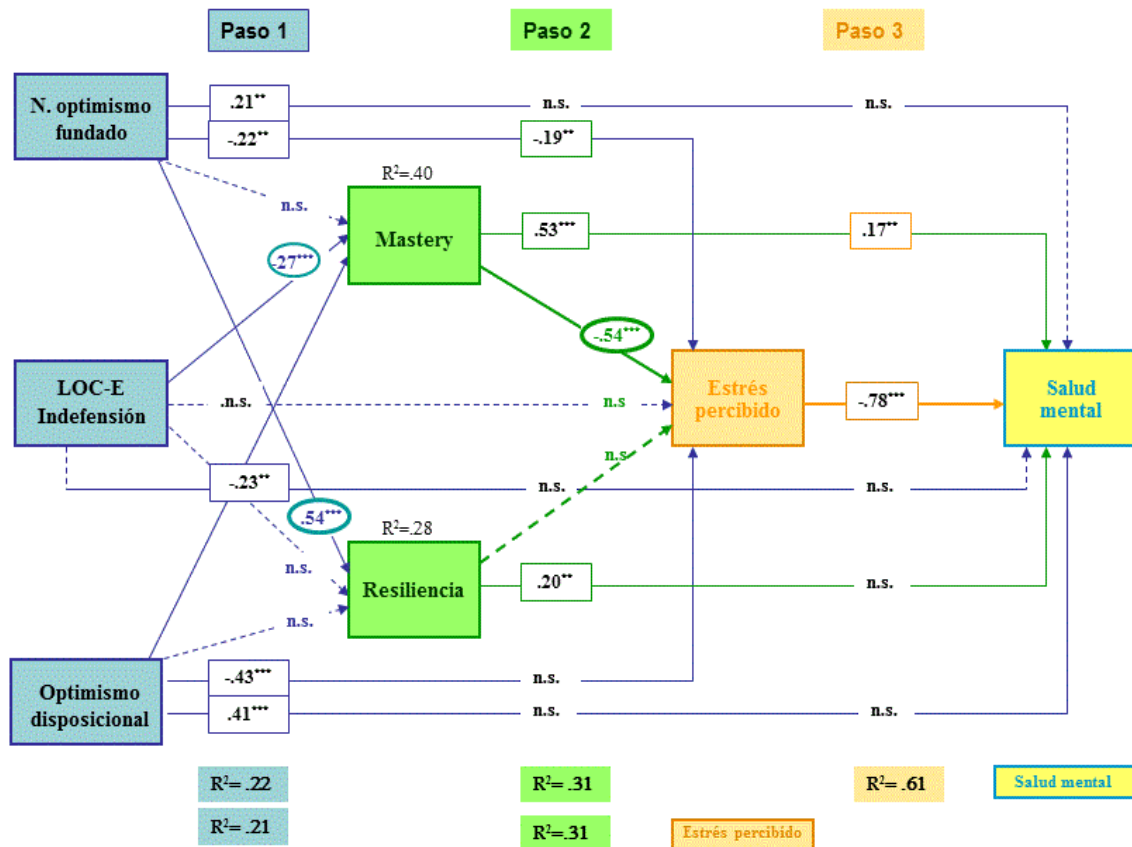 Paso 1
Paso 2
Paso 3
N. optimismo
fundado
.21**
n.s.
n.s.
-.22**
-.19**
R²=.40
n.s.
Mastery
.53***
.17**
-27***
-.54***
LOC-E
Indefensión
.n.s.
n.s
Estrés
percibido
-.78***
Salud
mental
n.s
-.23**
n.s.
n.s.
.54***
R²=.28
n.s.
Resiliencia
.20**
n.s.
n.s.
Optimismo
disposicional
-.43***
n.s.
.41***
n.s.
n.s.
R²= .22
R²= .31
R²= .61
Salud mental
R²= .21
R²=.31
Estrés percibido